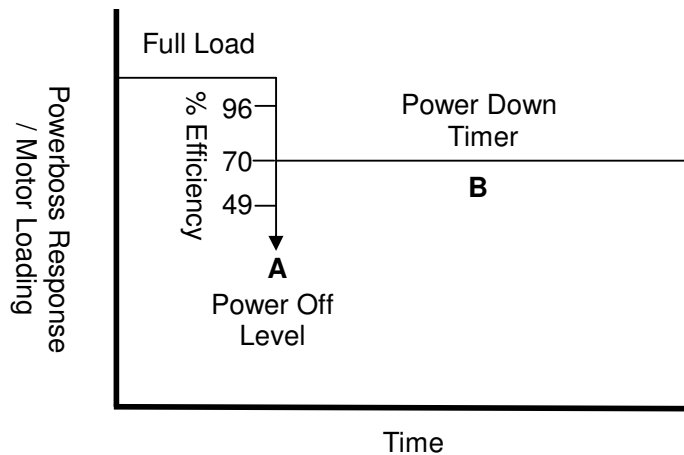 Full Load
Powerboss Response
/ Motor Loading
% Efficiency
96
70
49
Power Down
Timer
B
A
Power Off
Level
Time